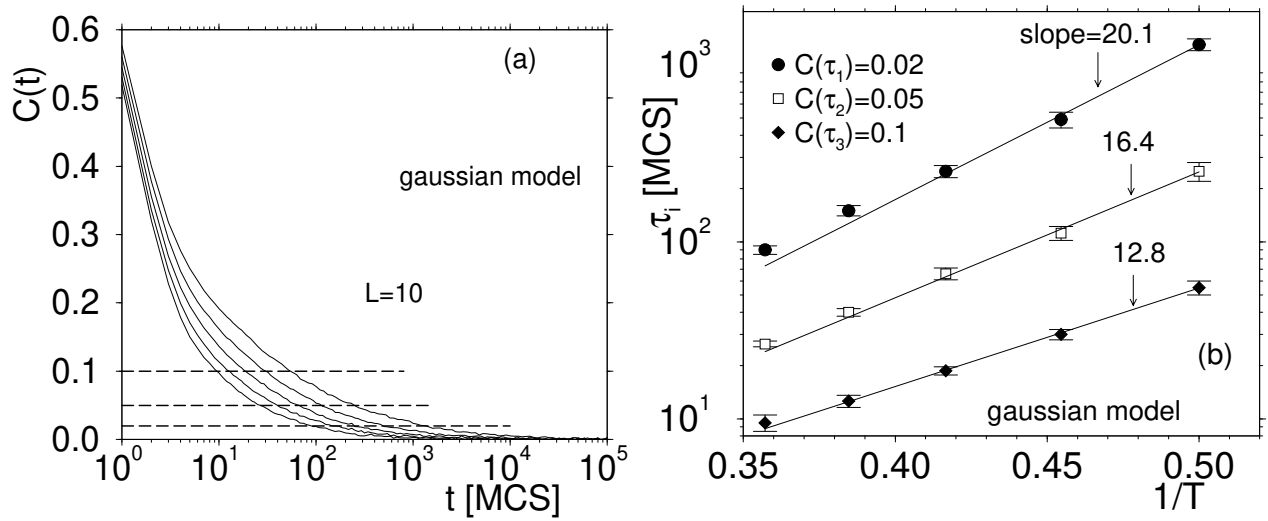 0.6
0.5
0.4
0.3
0.2
0.1
0.0
C(t)
(a)
gaussian model
L=10
10^0 10^1 10^2 10^3 10^4 10^5
t [MCS]
10^3
10^2
10^1
τ_i [MCS]
slope=20.1
C(τ_1)=0.02
C(τ_2)=0.05
C(τ_3)=0.1
16.4
12.8
(b)
gaussian model
0.35 0.40 0.45 0.50
1/T